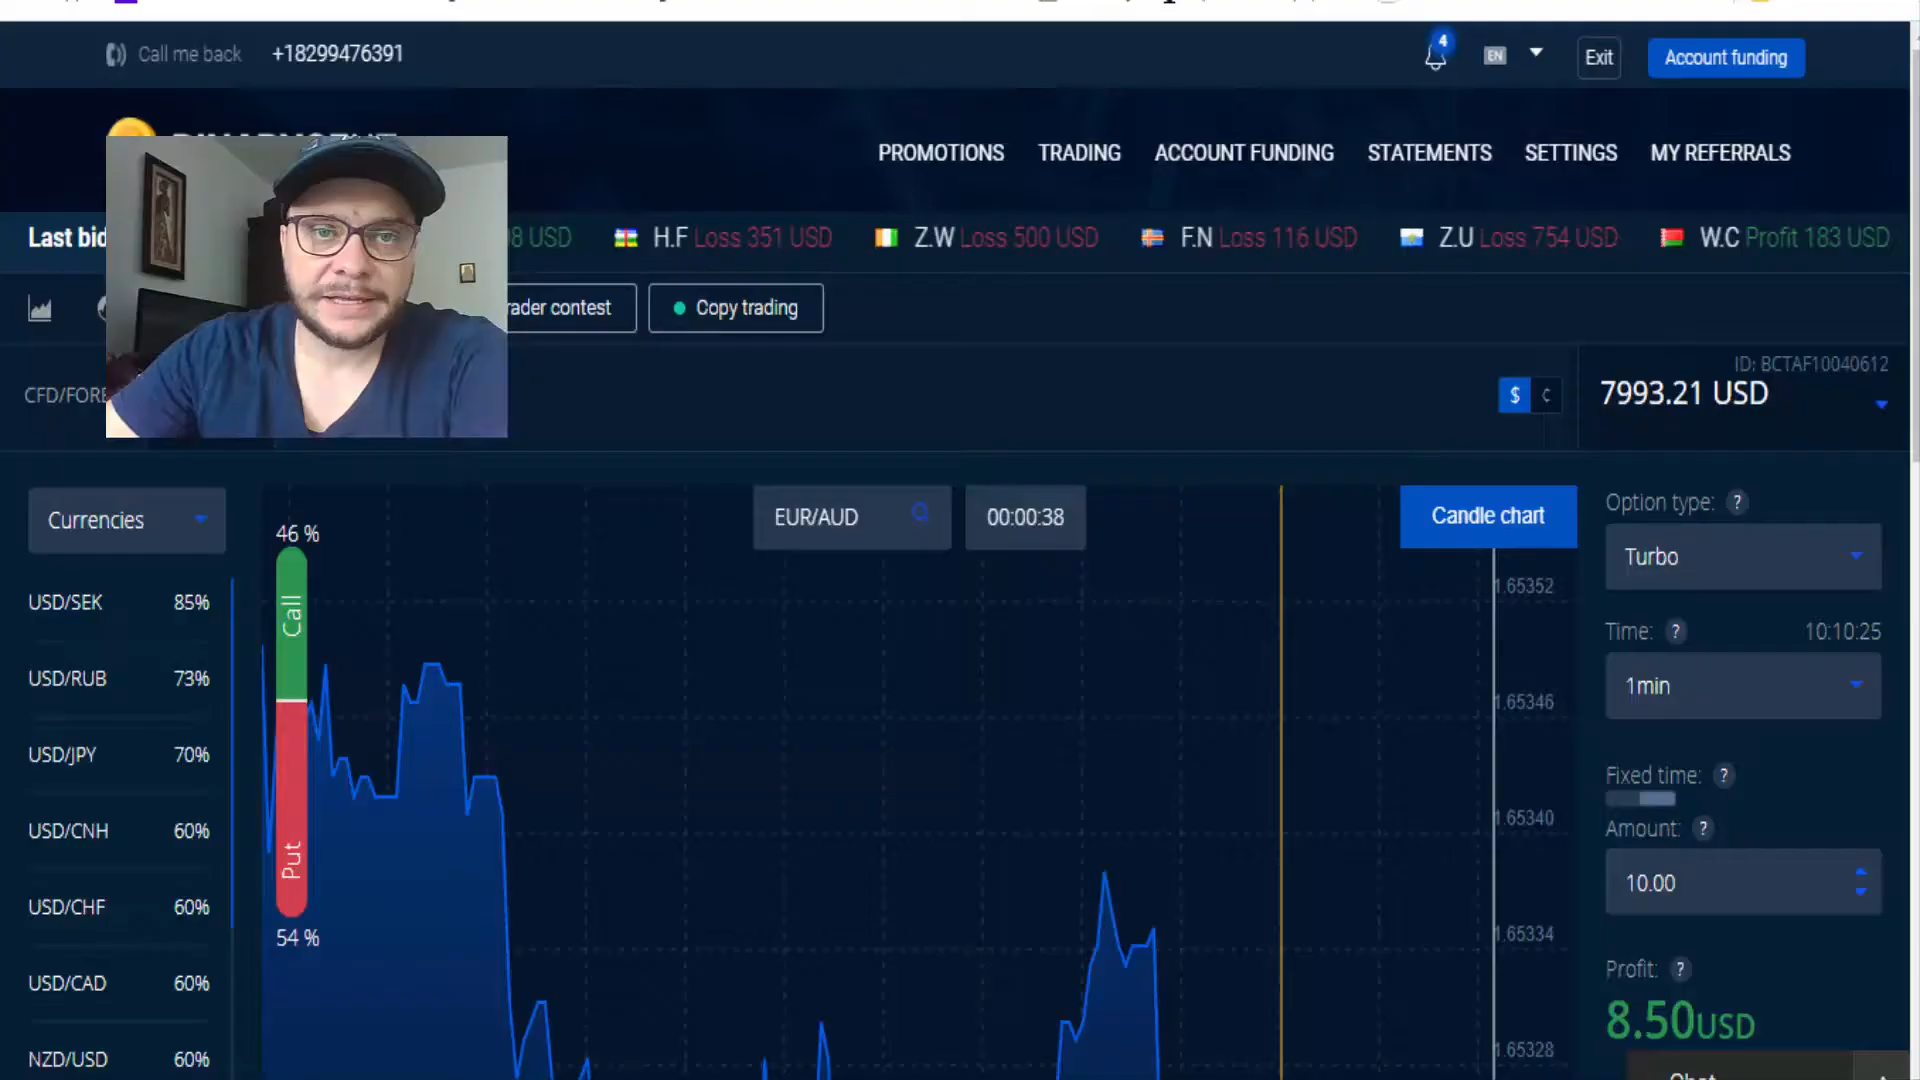 Call me back +18299476391
4
EN
Exit
Account funding
PROMOTIONS TRADING ACCOUNT FUNDING STATEMENTS SETTINGS MY REFERRALS
Last bid
8 USD H.F Loss 351 USD Z.W Loss 500 USD F.N Loss 116 USD Z.U Loss 754 USD W.C Profit 183 USD
rader contest
Copy trading
CFD/FORE
$ ¢
ID: BCTAF10040612
7993.21 USD
Currencies
USD/SEK 85%
USD/RUB 73%
USD/JPY 70%
USD/CNH 60%
USD/CHF 60%
USD/CAD 60%
NZD/USD 60%
46 %
Call
Put
54 %
EUR/AUD
00:00:38
Candle chart
1.65352
1.65346
1.65340
1.65334
1.65328
Option type: ?
Turbo
Time: ? 10:10:25
1min
Fixed time: ?
Amount: ?
10.00
Profit: ?
8.50USD
Chat